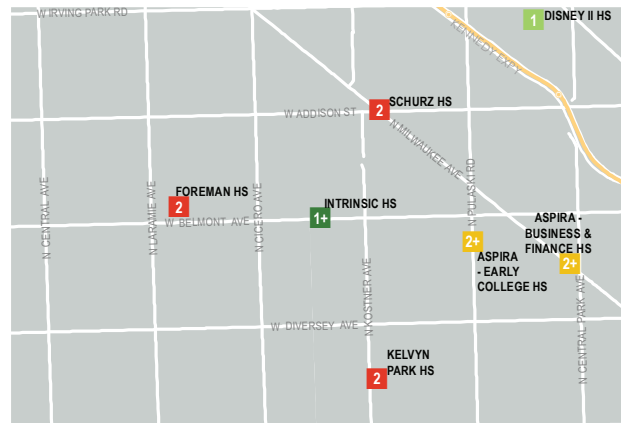 W IRVING PARK RD
1
DISNEY II HS
KENNEDY EXPY
2
SCHURZ HS
W ADDISON ST
N MILWAUKEE AVE
N CENTRAL AVE
N LARAMIE AVE
FOREMAN HS
2
W BELMONT AVE
N CICERO AVE
INTRINSIC HS
1+
N PULASKI RD
2+
ASPIRA
- EARLY
COLLEGE HS
ASPIRA -
BUSINESS &
FINANCE HS
2+
W DIVERSEY AVE
N KOSTNER AVE
N CENTRAL PARK AVE
KELVYN
PARK HS
2